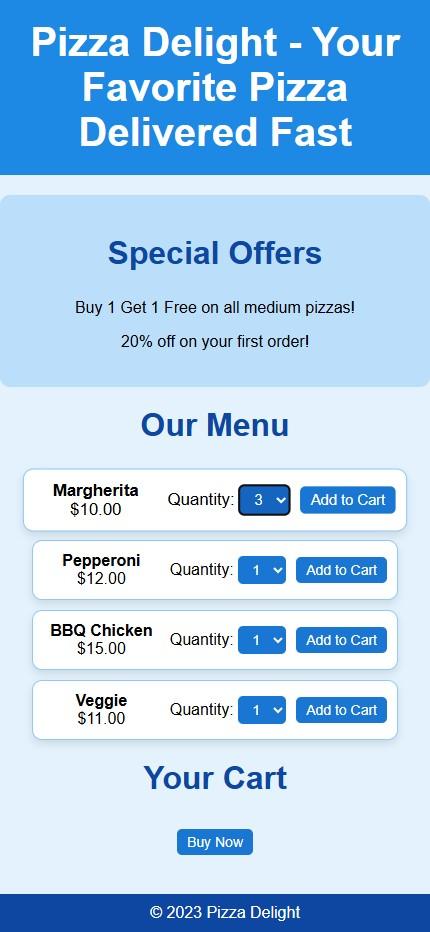 Pizza Delight - Your
Favorite Pizza
Delivered Fast
Special Offers
Buy 1 Get 1 Free on all medium pizzas!
20% off on your first order!
Our Menu
Margherita
$10.00
Quantity: 3 Add to Cart
Pepperoni
$12.00
Quantity: 1 Add to Cart
BBQ Chicken
$15.00
Quantity: 1 Add to Cart
Veggie
$11.00
Quantity: 1 Add to Cart
Your Cart
Buy Now
© 2023 Pizza Delight